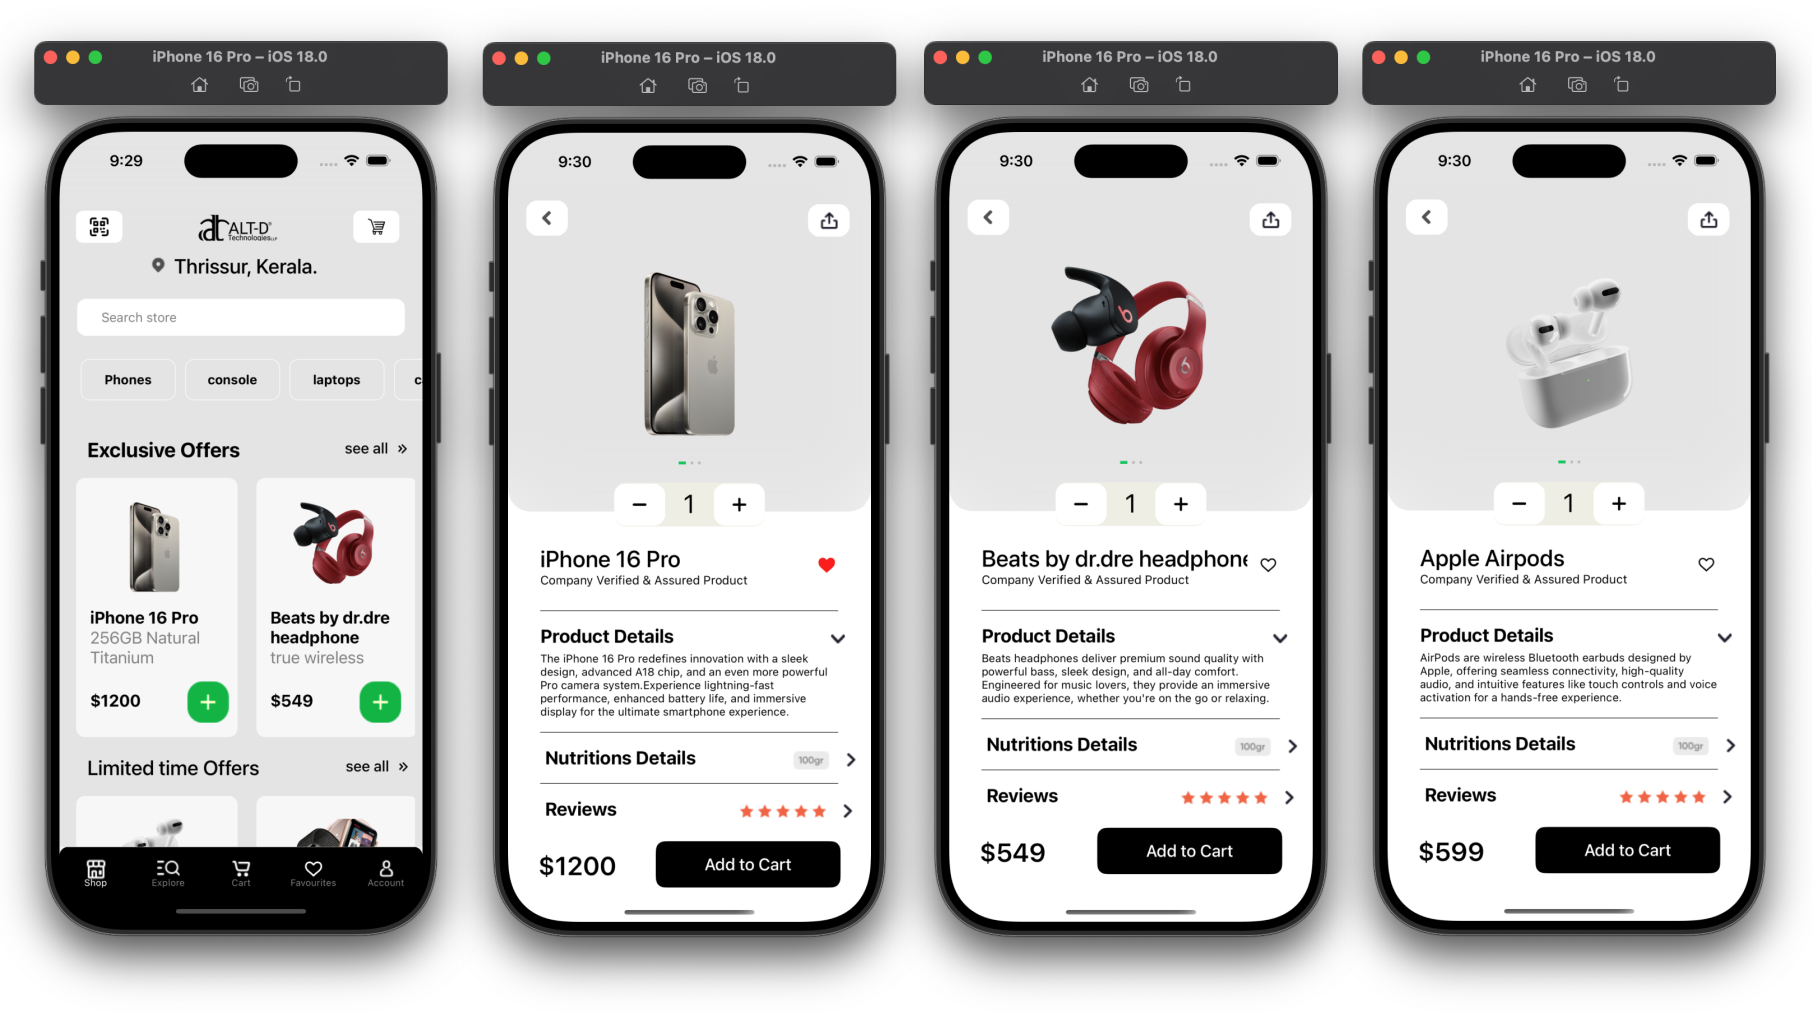 iPhone 16 Pro – iOS 18.0
9:29
ALT-D
Technologies LLP
Thrissur, Kerala.
Search store
Phones
console
laptops
c
Exclusive Offers
see all »
iPhone 16 Pro
256GB Natural
Titanium
$1200
+
Beats by dr.dre
headphone
true wireless
$549
+
Limited time Offers
see all »
Shop
Explore
Cart
Favourites
Account
iPhone 16 Pro – iOS 18.0
9:30
− 1 +
iPhone 16 Pro
Company Verified & Assured Product
Product Details
The iPhone 16 Pro redefines innovation with a sleek
design, advanced A18 chip, and an even more powerful
Pro camera system.Experience lightning-fast
performance, enhanced battery life, and immersive
display for the ultimate smartphone experience.
Nutritions Details
100gr
Reviews
$1200
Add to Cart
iPhone 16 Pro – iOS 18.0
9:30
− 1 +
Beats by dr.dre headphone
Company Verified & Assured Product
Product Details
Beats headphones deliver premium sound quality with
powerful bass, sleek design, and all-day comfort.
Engineered for music lovers, they provide an immersive
audio experience, whether you're on the go or relaxing.
Nutritions Details
100gr
Reviews
$549
Add to Cart
iPhone 16 Pro – iOS 18.0
9:30
− 1 +
Apple Airpods
Company Verified & Assured Product
Product Details
AirPods are wireless Bluetooth earbuds designed by
Apple, offering seamless connectivity, high-quality
audio, and intuitive features like touch controls and voice
activation for a hands-free experience.
Nutritions Details
100gr
Reviews
$599
Add to Cart